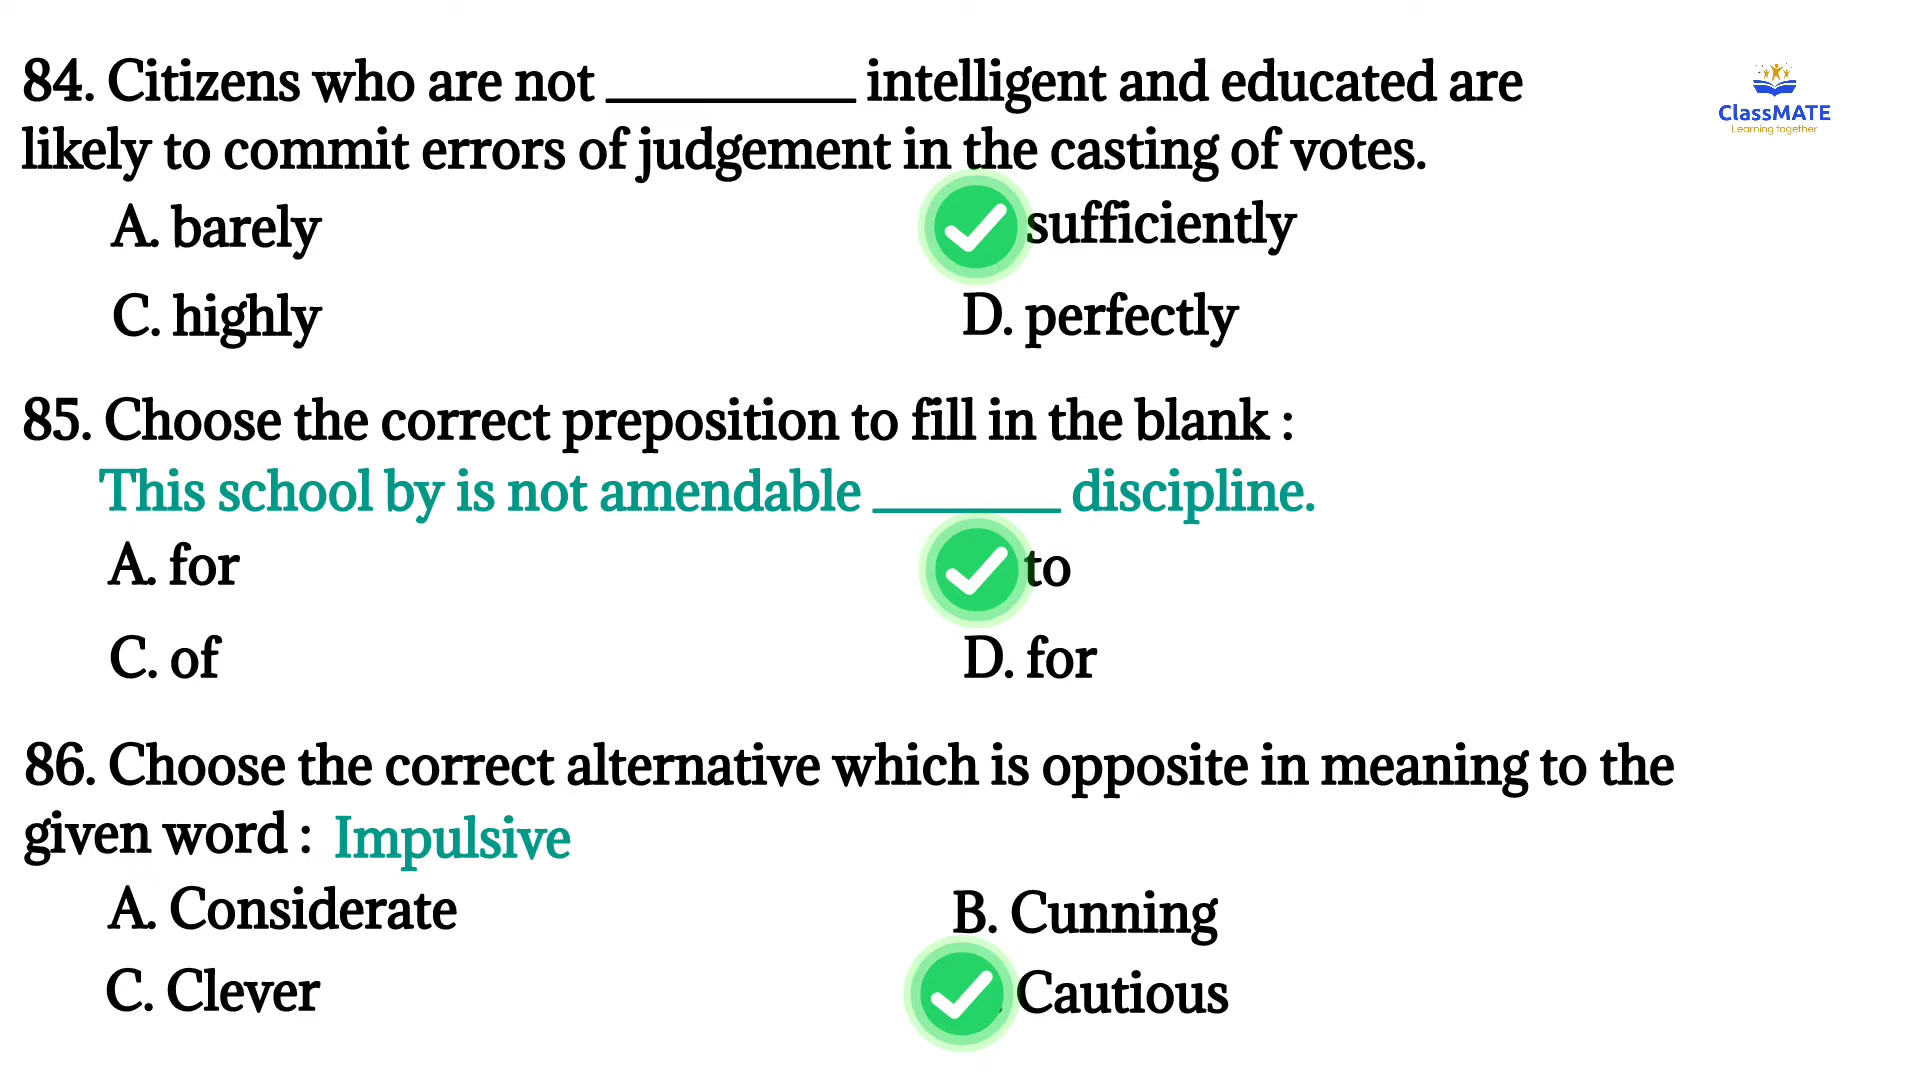 84. Citizens who are not __________ intelligent and educated are
likely to commit errors of judgement in the casting of votes.
A. barely
sufficiently
C. highly
D. perfectly
85. Choose the correct preposition to fill in the blank :
This school by is not amendable ________ discipline.
A. for
to
C. of
D. for
86. Choose the correct alternative which is opposite in meaning to the
given word : Impulsive
A. Considerate
B. Cunning
C. Clever
Cautious
ClassMATE
Learning together